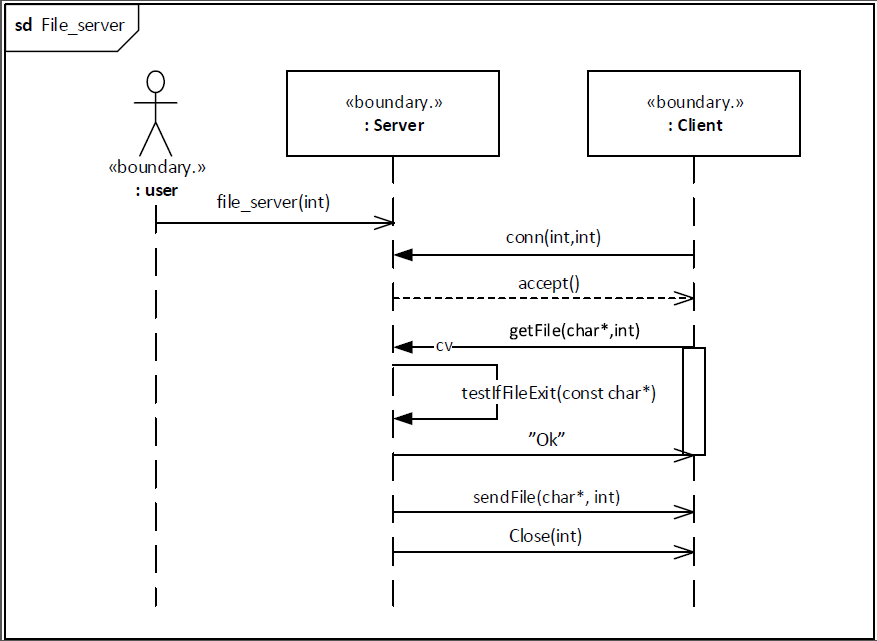 sd File_server
«boundary.»
: Server
«boundary.»
: Client
«boundary.»
: user
file_server(int)
conn(int,int)
accept()
getFile(char*,int)
cv
testIfFileExit(const char*)
”Ok”
sendFile(char*, int)
Close(int)